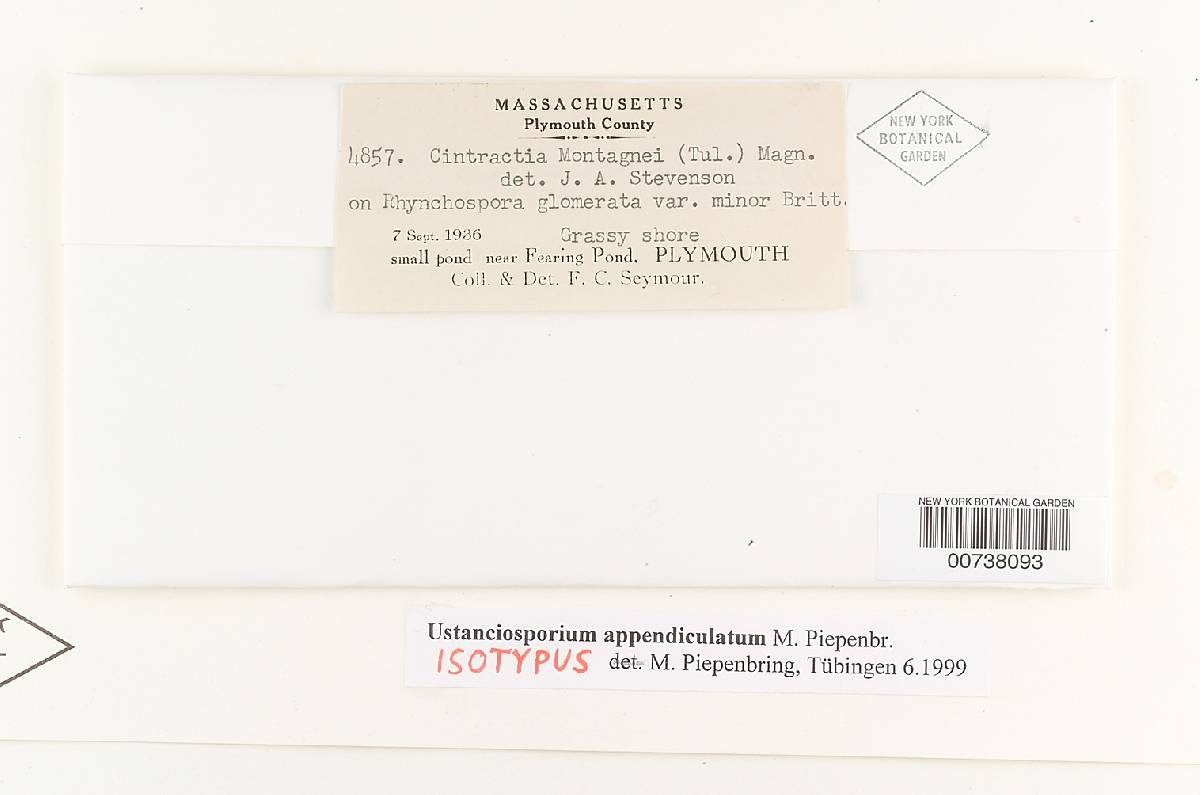 MASSACHUSETTS
Plymouth County
4857. Cintractia Montagnei (Tul.) Magn.
det. J. A. Stevenson
on Rhynchospora glomerata var. minor Britt.
7 Sept. 1936 Grassy shore
small pond near Fearing Pond, PLYMOUTH
Coll. & Det. F. C. Seymour.
NEW YORK
BOTANICAL
GARDEN
NEW YORK BOTANICAL GARDEN
00738093
Ustanciosporium appendiculatum M. Piepenbr.
ISOTYPUS det. M. Piepenbring, Tübingen 6.1999